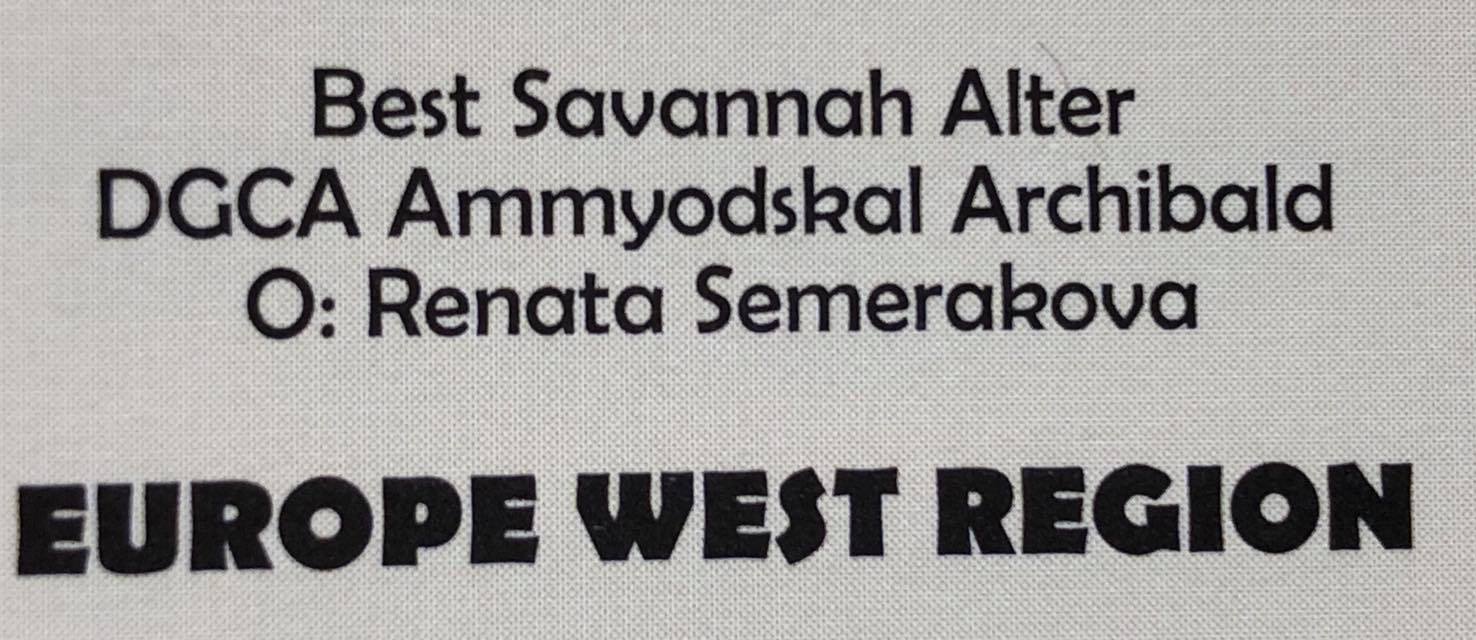 Best Savannah Alter
DGCA Ammyodskal Archibald
O: Renata Semerakova
EUROPE WEST REGION